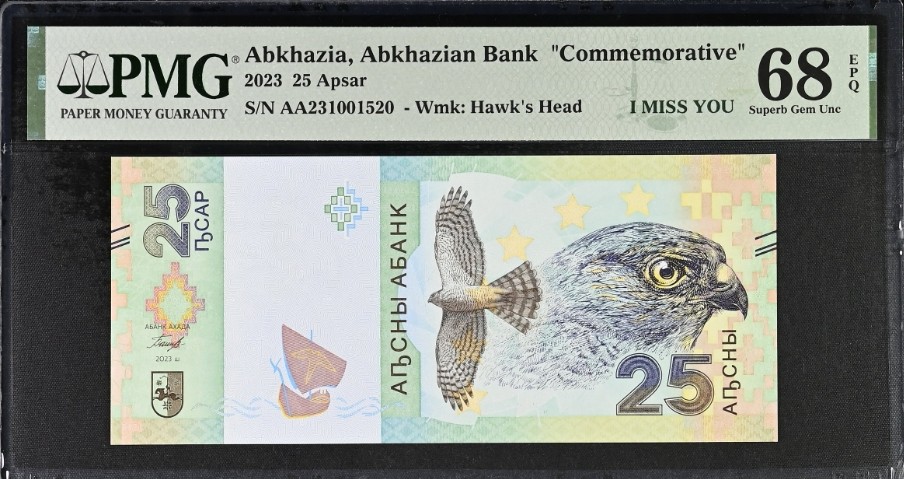 PMG®
PAPER MONEY GUARANTY
Abkhazia, Abkhazian Bank "Commemorative"
2023 25 Apsar
S/N AA231001520 - Wmk: Hawk's Head
I MISS YOU
68
EPQ
Superb Gem Unc
25
ҦСАР
АБАНК АХАДА
2023 ш
АҦСНЫ АБАНК
25
АҦСНЫ